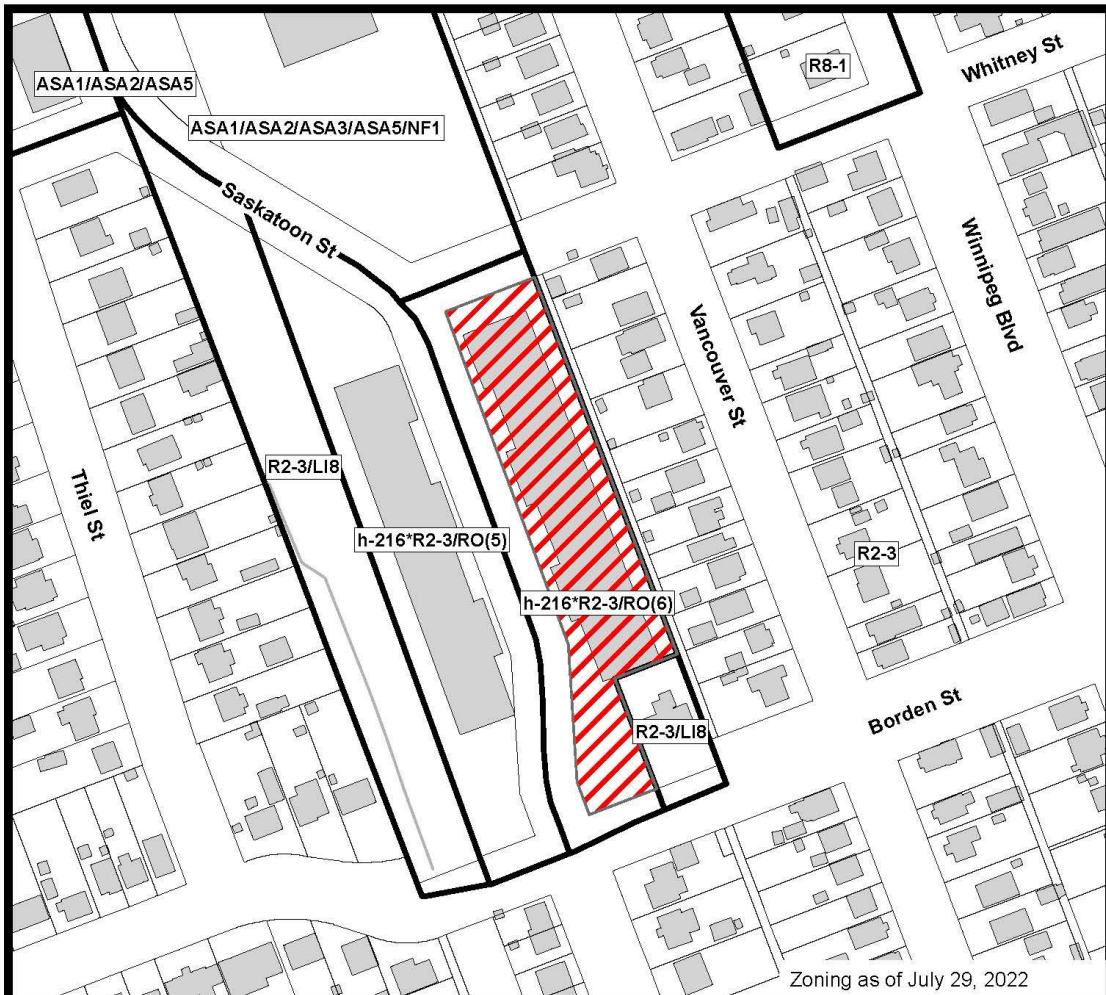 Whitney St
R8-1
ASA1/ASA2/ASA5
ASA1/ASA2/ASA3/ASA5/NF1
Saskatoon St
Winnipeg Blvd
Vancouver St
Thiel St
R2-3/LI8
h-216*R2-3/RO(5)
R2-3
h-216*R2-3/RO(6)
Borden St
R2-3/LI8
Zoning as of July 29, 2022